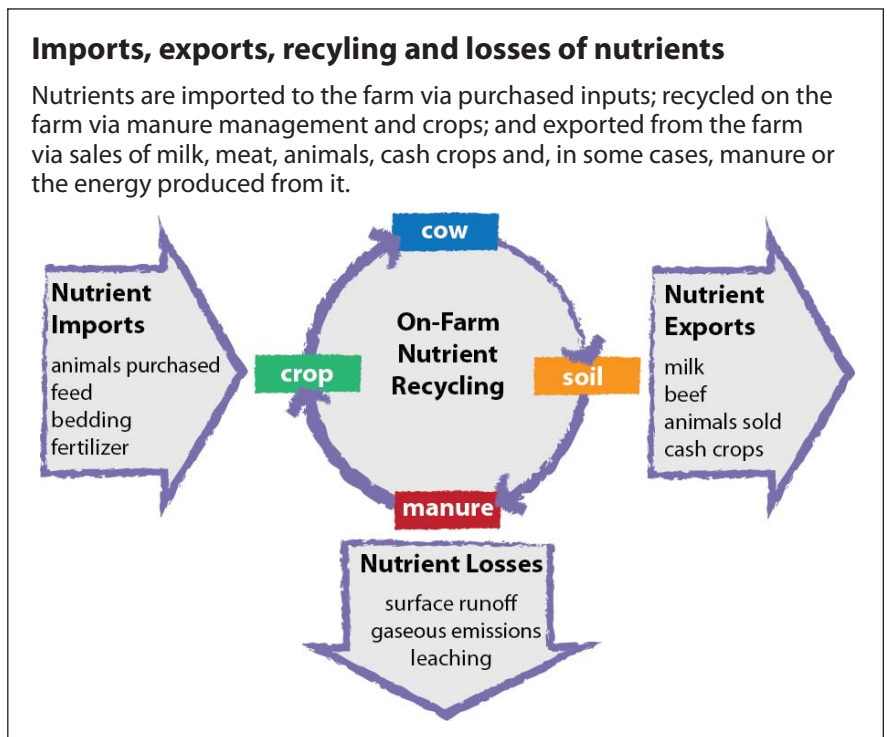 Imports, exports, recyling and losses of nutrients
Nutrients are imported to the farm via purchased inputs; recycled on the
farm via manure management and crops; and exported from the farm
via sales of milk, meat, animals, cash crops and, in some cases, manure or
the energy produced from it.
cow
Nutrient
Imports
animals purchased
feed
bedding
fertilizer
On-Farm
Nutrient
Recycling
crop
soil
manure
Nutrient
Exports
milk
beef
animals sold
cash crops
Nutrient Losses
surface runoff
gaseous emissions
leaching